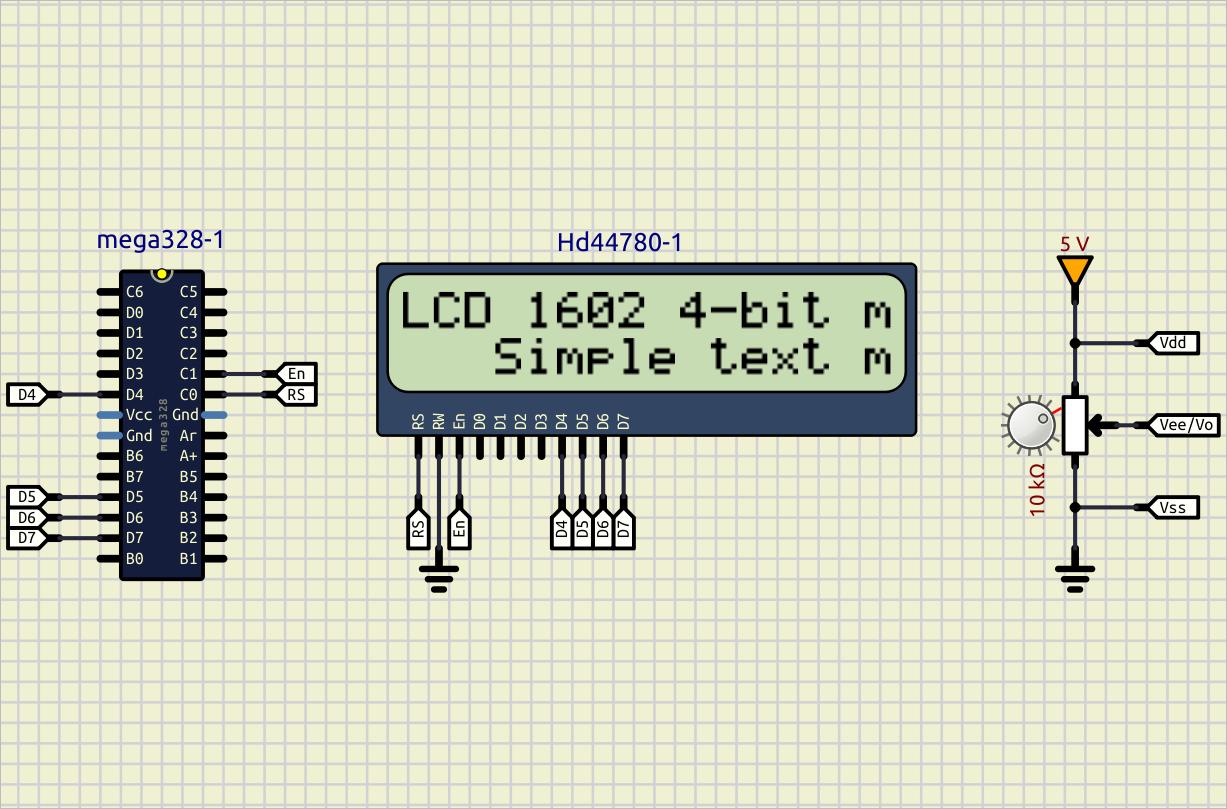 mega328-1
C6 C5
D0 C4
D1 C3
D2 C2
D3 C1 En
D4 D4 C0 RS
Vcc Gnd
Gnd Ar
B6 A+
B7 B5
D5 D5 B4
D6 D6 B3
D7 D7 B2
B0 B1
mega328
Hd44780-1
LCD 1602 4-bit m
Simple text m
RS RW En D0 D1 D2 D3 D4 D5 D6 D7
RS En D4 D5 D6 D7
5 V
Vdd
Vee/Vo
10 kΩ
Vss